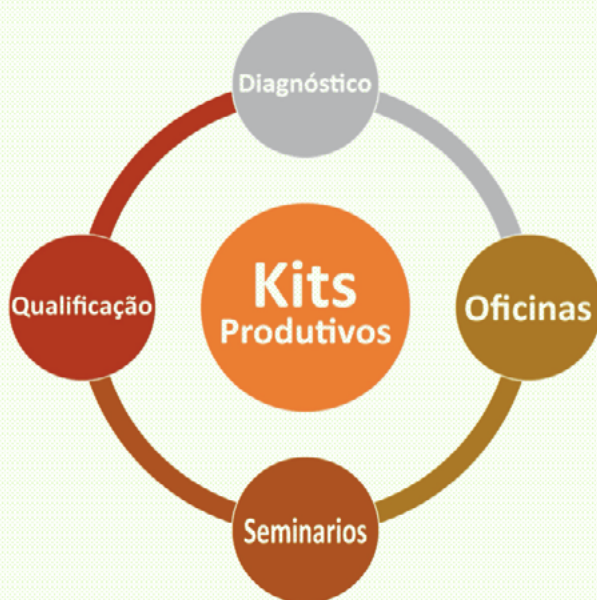 Diagnóstico
Qualificação
Kits
Produtivos
Oficinas
Seminarios